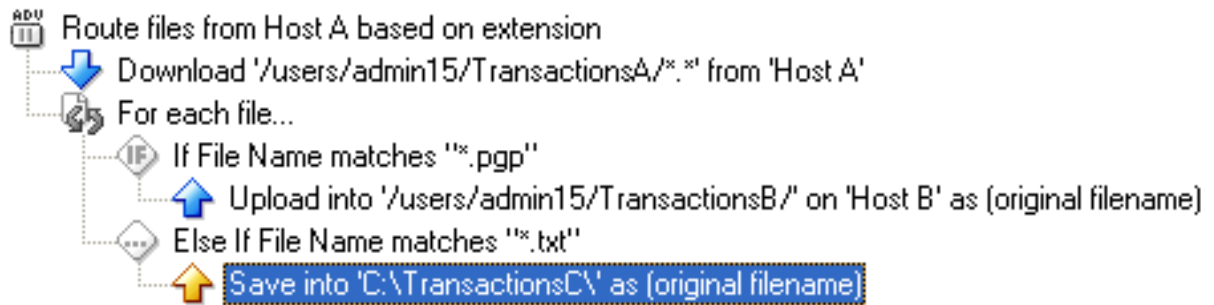 ADV
Route files from Host A based on extension
Download '/users/admin15/TransactionsA/*.*' from 'Host A'
For each file...
IF
If File Name matches "*.pgp"
Upload into '/users/admin15/TransactionsB/' on 'Host B' as (original filename)
...
Else If File Name matches "*.txt"
Save into 'C:\TransactionsC\' as (original filename)